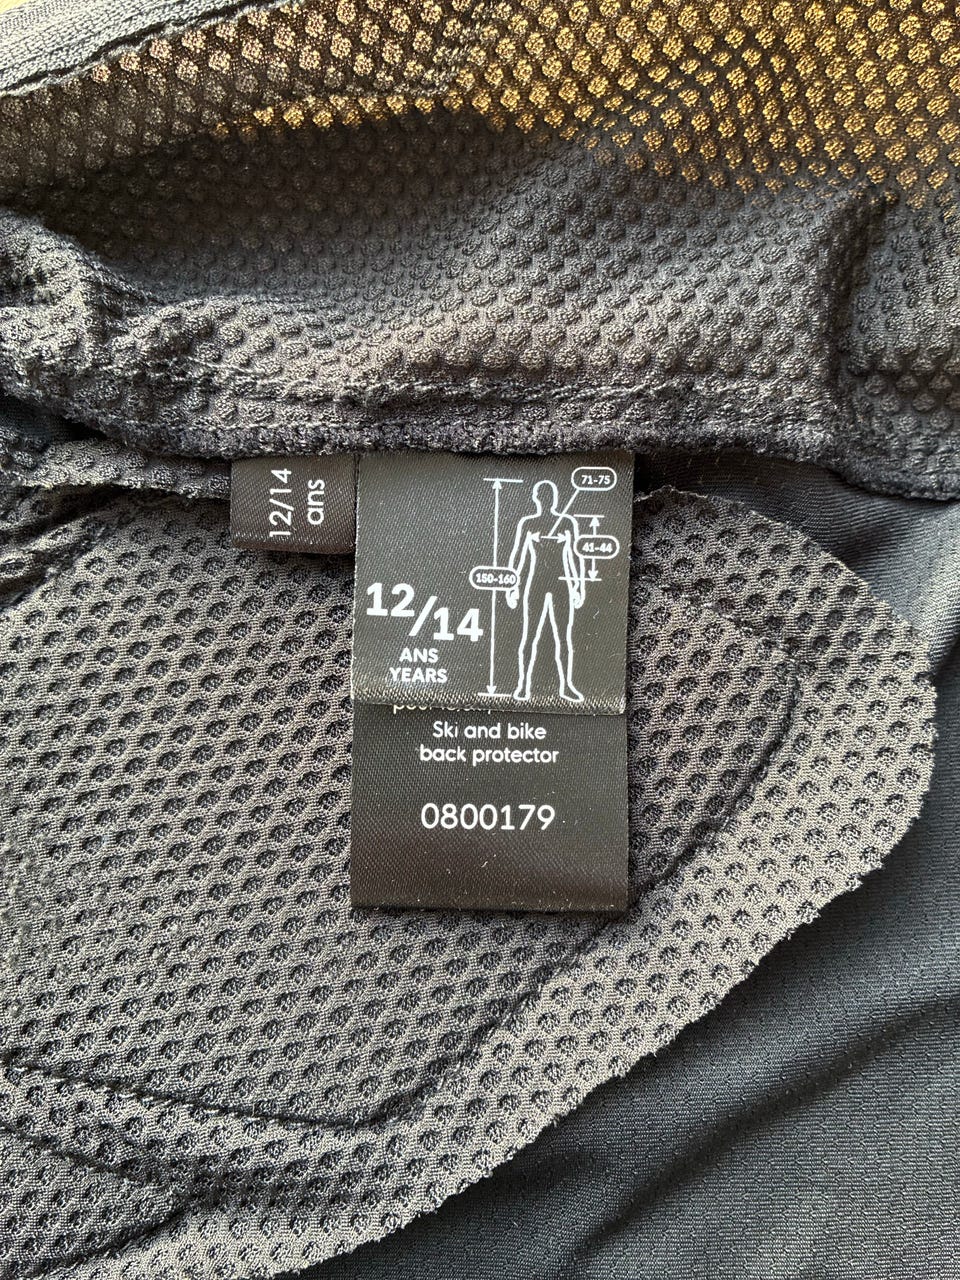 12/14
ans
71-75
41-44
150-160
12/14
ANS
YEARS
Ski and bike
back protector
0800179